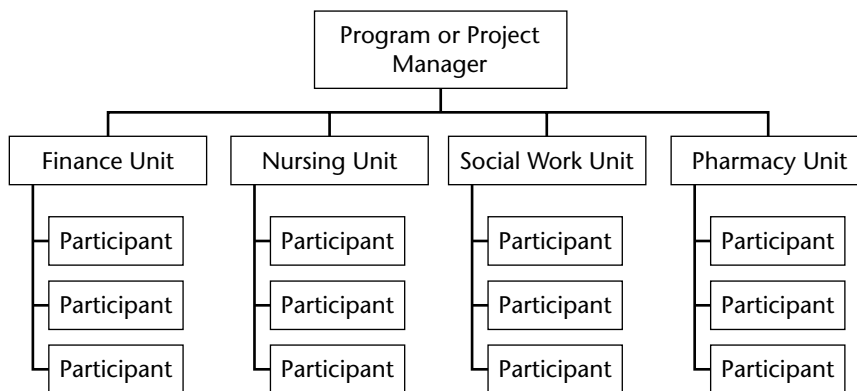 Program or Project
Manager
Finance Unit
Nursing Unit
Social Work Unit
Pharmacy Unit
Participant
Participant
Participant
Participant
Participant
Participant
Participant
Participant
Participant
Participant
Participant
Participant